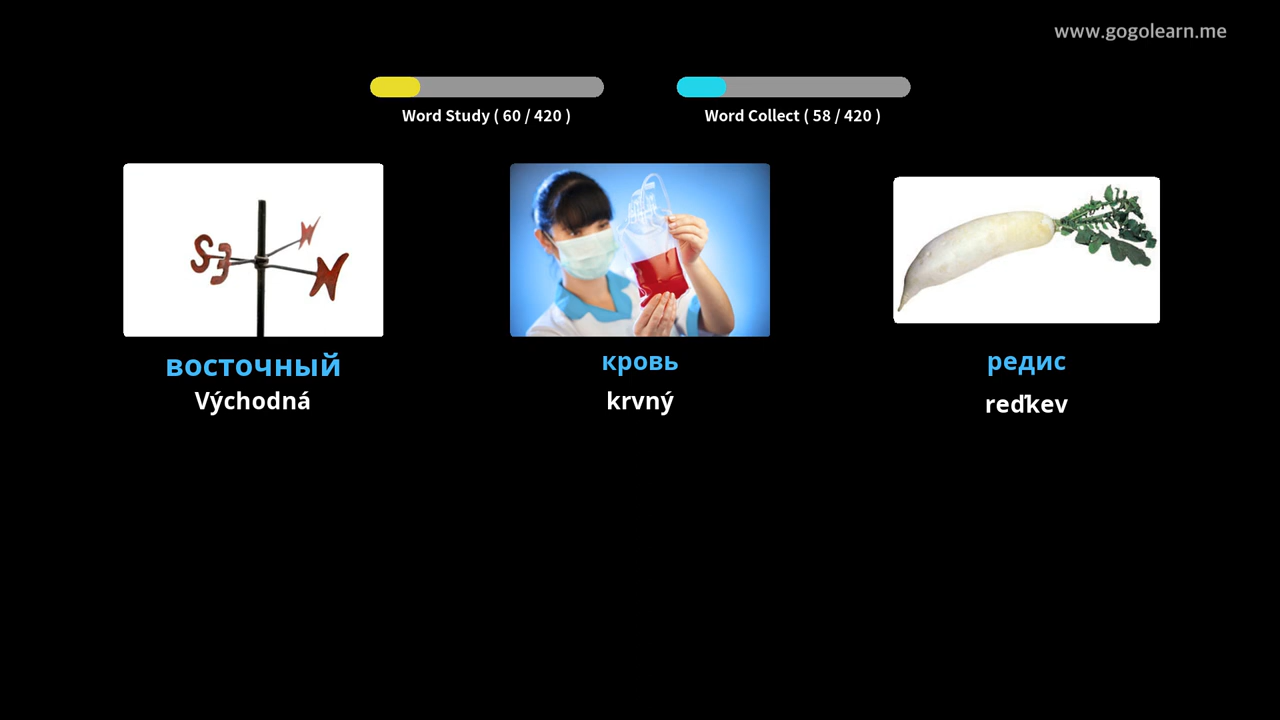 www.gogolearn.me
Word Study ( 60 / 420 )
Word Collect ( 58 / 420 )
S E N W
восточный
кровь
редис
Východná
krvný
reďkev